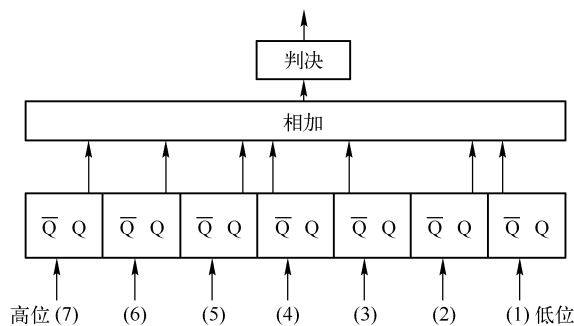 判决
相加
Q̅ Q Q̅ Q Q̅ Q Q̅ Q Q̅ Q Q̅ Q Q̅ Q
高位 (7) (6) (5) (4) (3) (2) (1) 低位